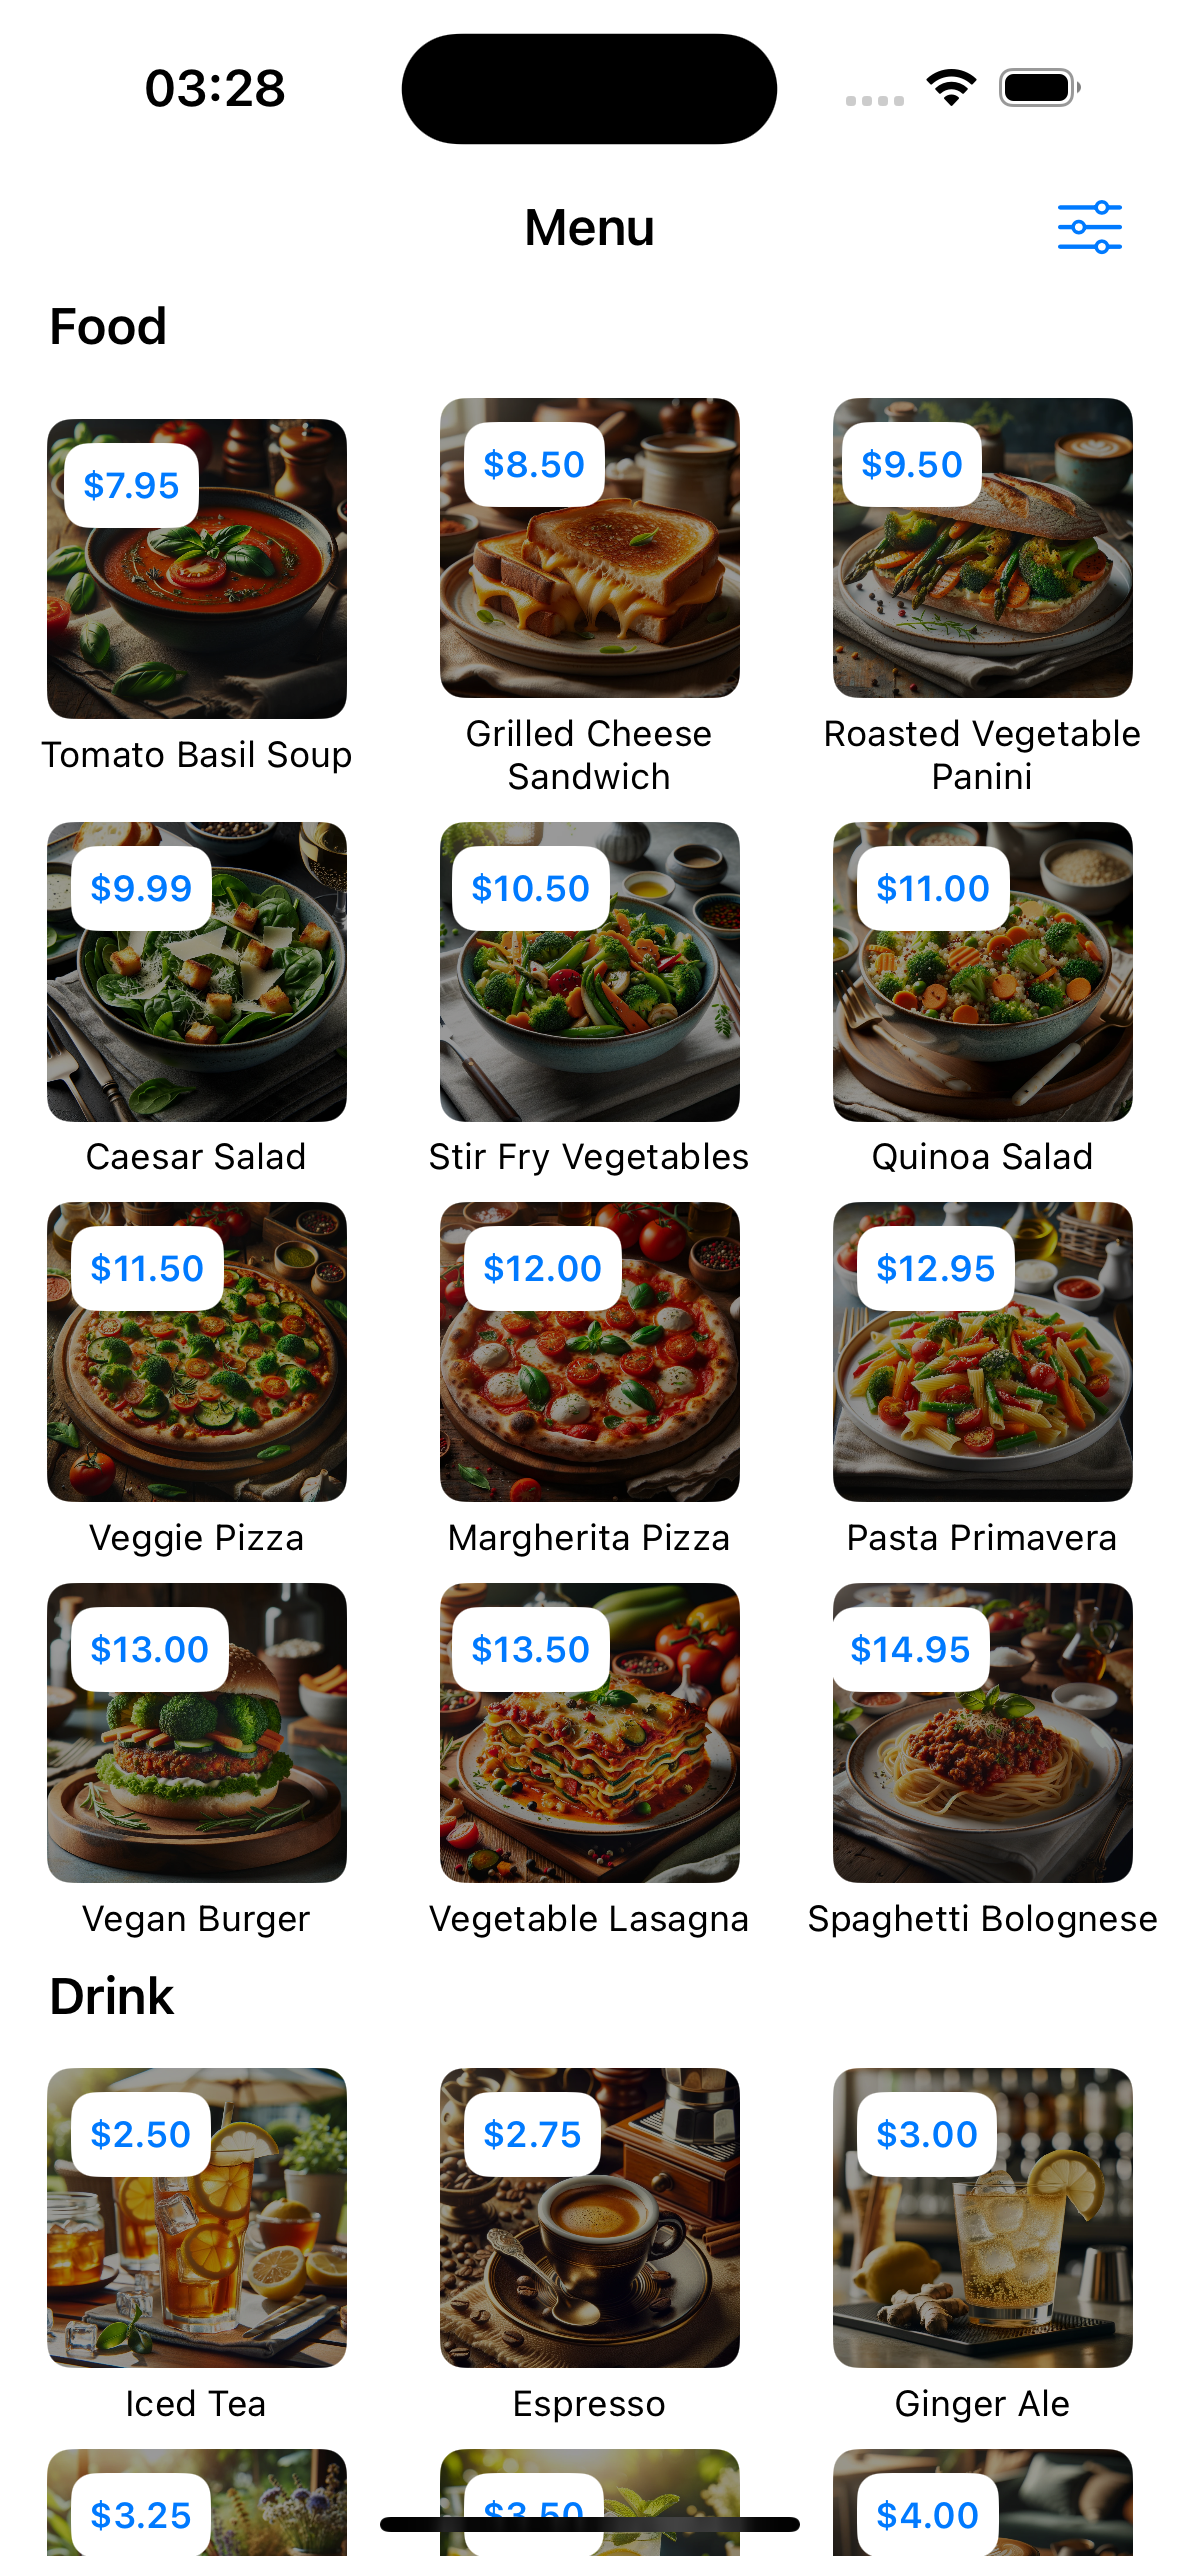 03:28
Menu
Food
$7.95
$8.50
$9.50
Tomato Basil Soup
Grilled Cheese
Sandwich
Roasted Vegetable
Panini
$9.99
$10.50
$11.00
Caesar Salad
Stir Fry Vegetables
Quinoa Salad
$11.50
$12.00
$12.95
Veggie Pizza
Margherita Pizza
Pasta Primavera
$13.00
$13.50
$14.95
Vegan Burger
Vegetable Lasagna
Spaghetti Bolognese
Drink
$2.50
$2.75
$3.00
Iced Tea
Espresso
Ginger Ale
$3.25
$3.50
$4.00